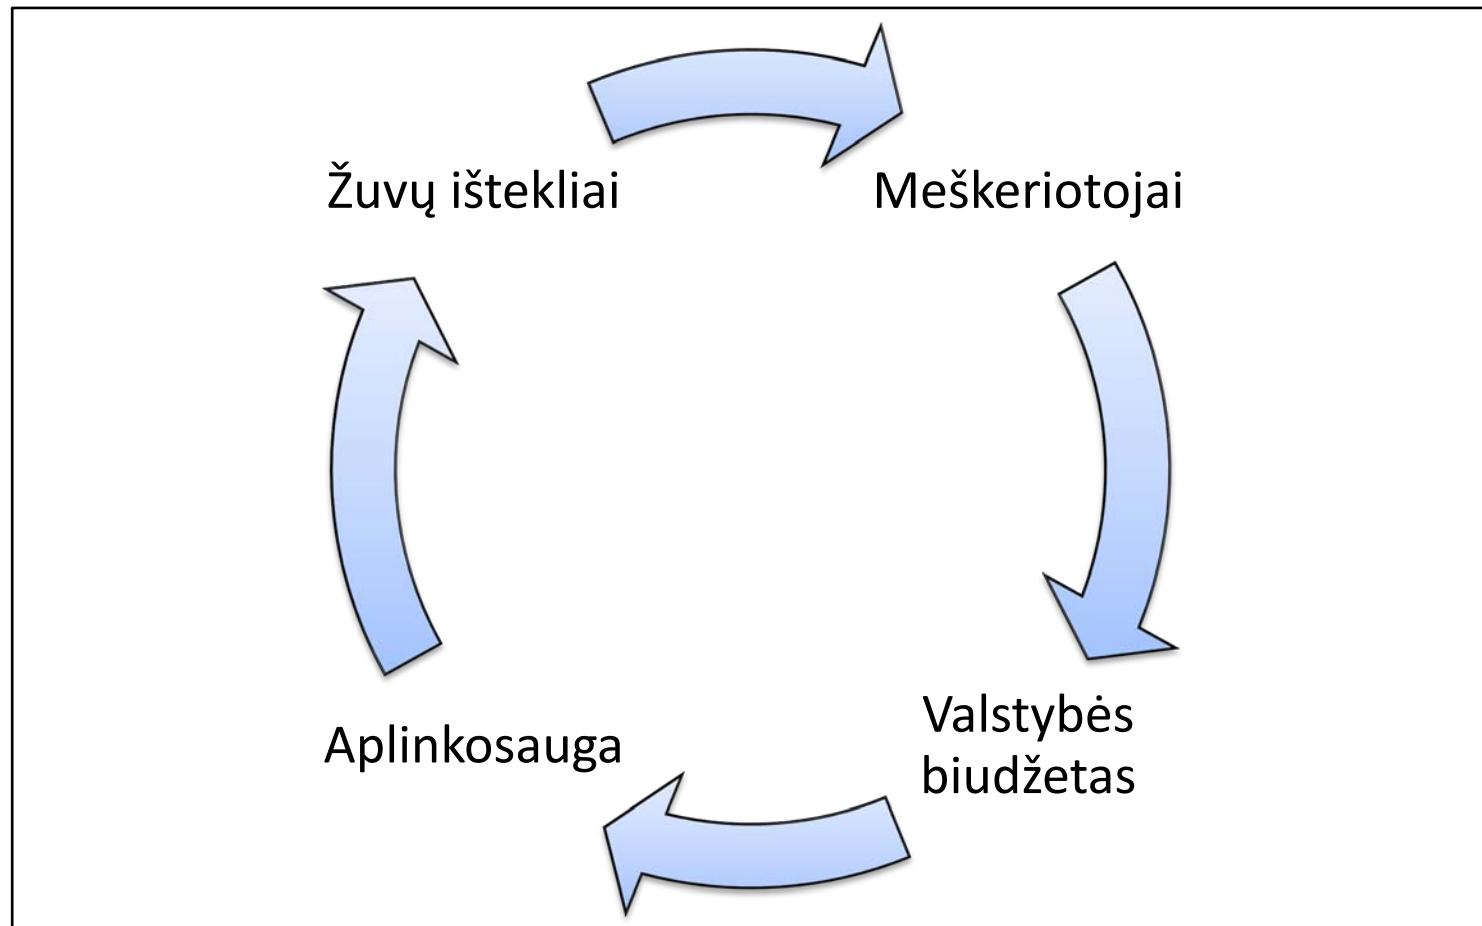 Žuvų ištekliai
Meškeriotojai
Valstybės
biudžetas
Aplinkosauga